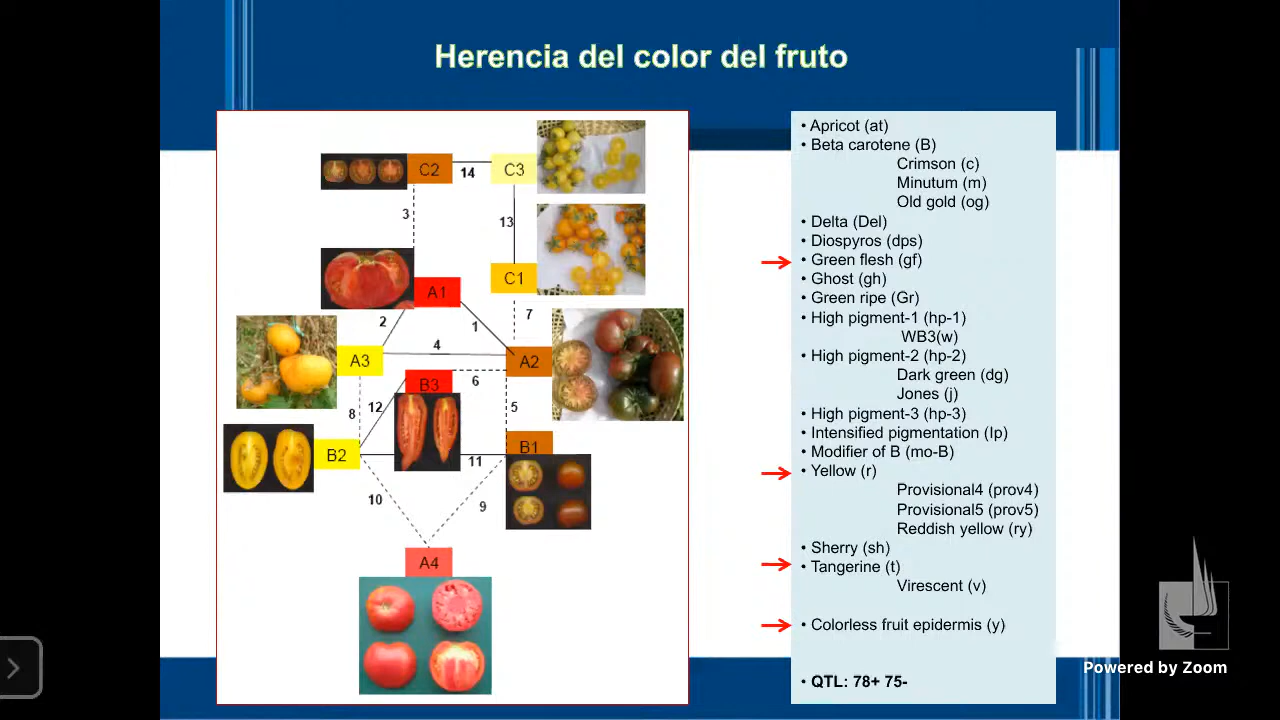 Herencia del color del fruto
C2
14
C3
3
13
A1
C1
2
1
7
4
A3
A2
B3
6
8
12
5
B2
B1
11
10
9
A4
• Apricot (at)
• Beta carotene (B)
Crimson (c)
Minutum (m)
Old gold (og)
• Delta (Del)
• Diospyros (dps)
• Green flesh (gf)
• Ghost (gh)
• Green ripe (Gr)
• High pigment-1 (hp-1)
WB3(w)
• High pigment-2 (hp-2)
Dark green (dg)
Jones (j)
• High pigment-3 (hp-3)
• Intensified pigmentation (Ip)
• Modifier of B (mo-B)
• Yellow (r)
Provisional4 (prov4)
Provisional5 (prov5)
Reddish yellow (ry)
• Sherry (sh)
• Tangerine (t)
Virescent (v)
• Colorless fruit epidermis (y)
• QTL: 78+ 75-
Powered by Zoom